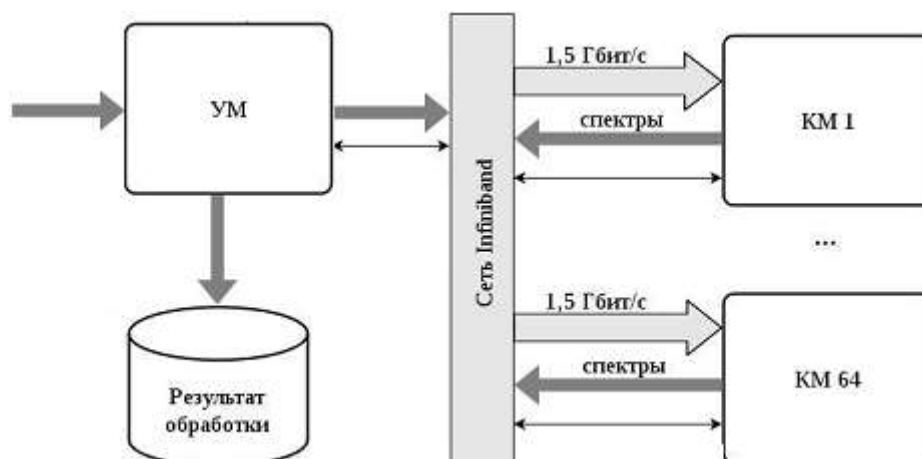 1,5 Гбит/с
УМ
спектры
КМ 1
...
Сеть Infiniband
1,5 Гбит/с
спектры
КМ 64
Результат
обработки